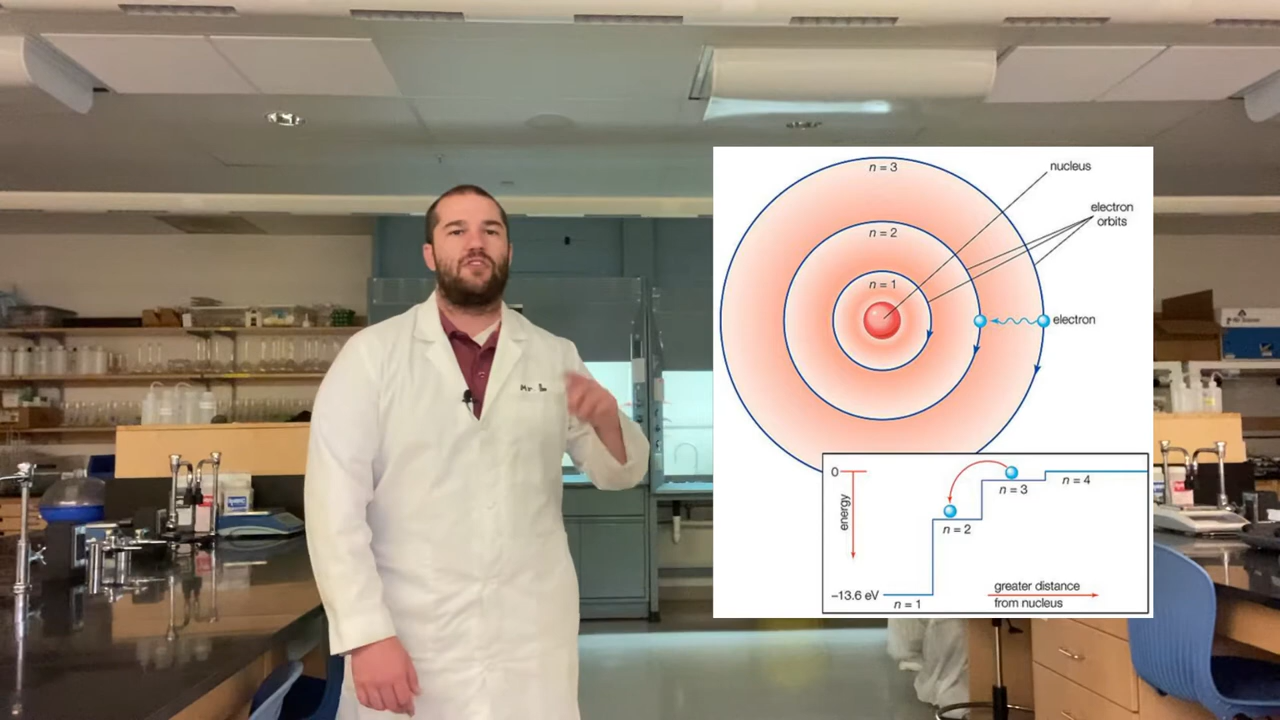 n = 3
nucleus
electron
orbits
n = 2
n = 1
electron
0
n = 3
n = 4
energy
n = 2
−13.6 eV
n = 1
greater distance
from nucleus
Mr